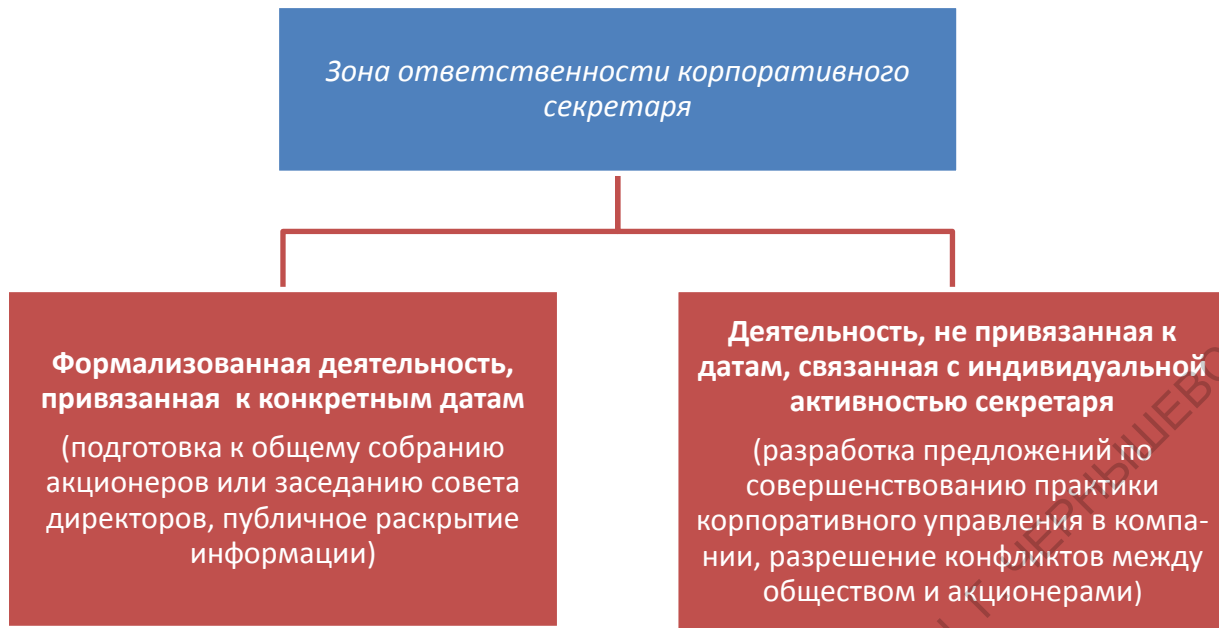 Зона ответственности корпоративного
секретаря
Формализованная деятельность,
привязанная к конкретным датам
(подготовка к общему собранию
акционеров или заседанию совета
директоров, публичное раскрытие
информации)
Деятельность, не привязанная к
датам, связанная с индивидуальной
активностью секретаря
(разработка предложений по
совершенствованию практики
корпоративного управления в компа-
нии, разрешение конфликтов между
обществом и акционерами)